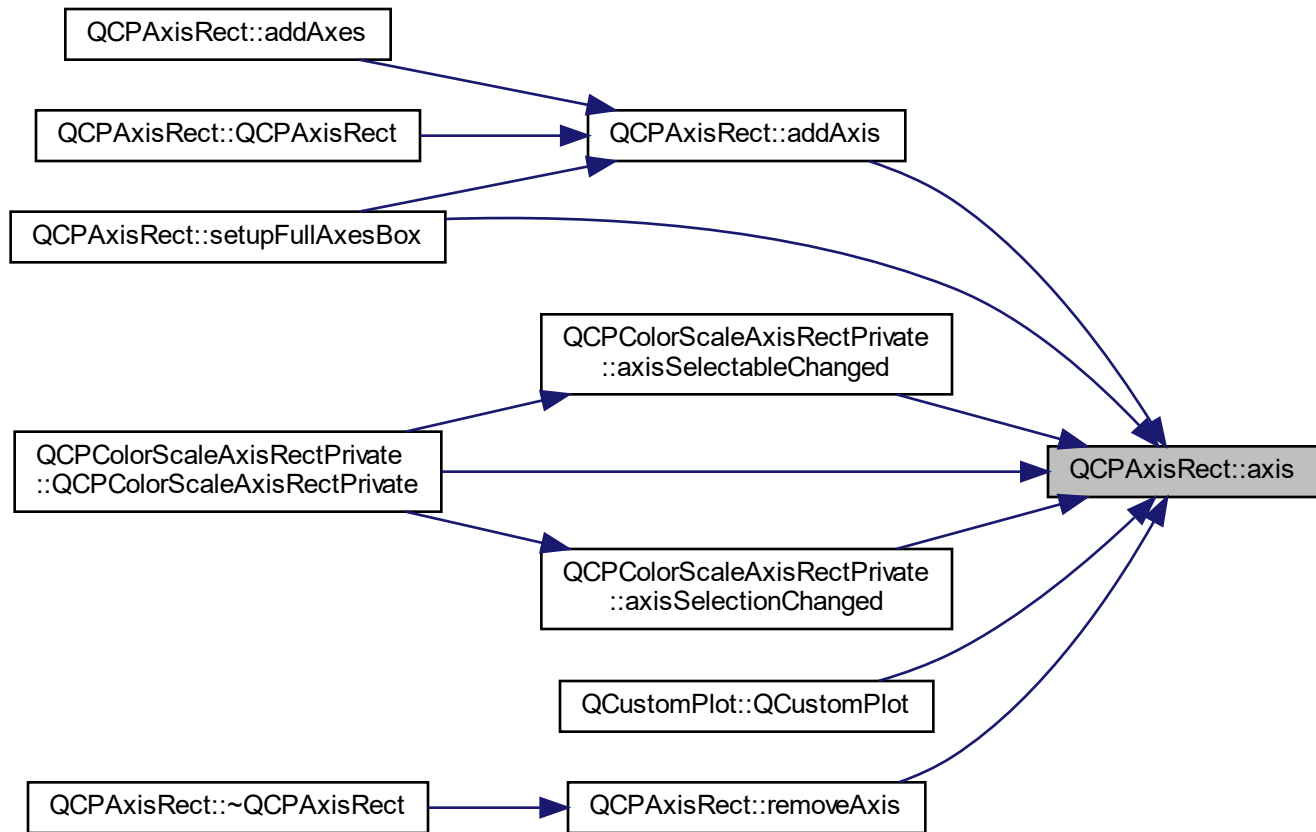 QCPAxisRect::addAxes
QCPAxisRect::QCPAxisRect
QCPAxisRect::addAxis
QCPAxisRect::setupFullAxesBox
QCPColorScaleAxisRectPrivate
::axisSelectableChanged
QCPColorScaleAxisRectPrivate
::QCPColorScaleAxisRectPrivate
QCPAxisRect::axis
QCPColorScaleAxisRectPrivate
::axisSelectionChanged
QCustomPlot::QCustomPlot
QCPAxisRect::~QCPAxisRect
QCPAxisRect::removeAxis